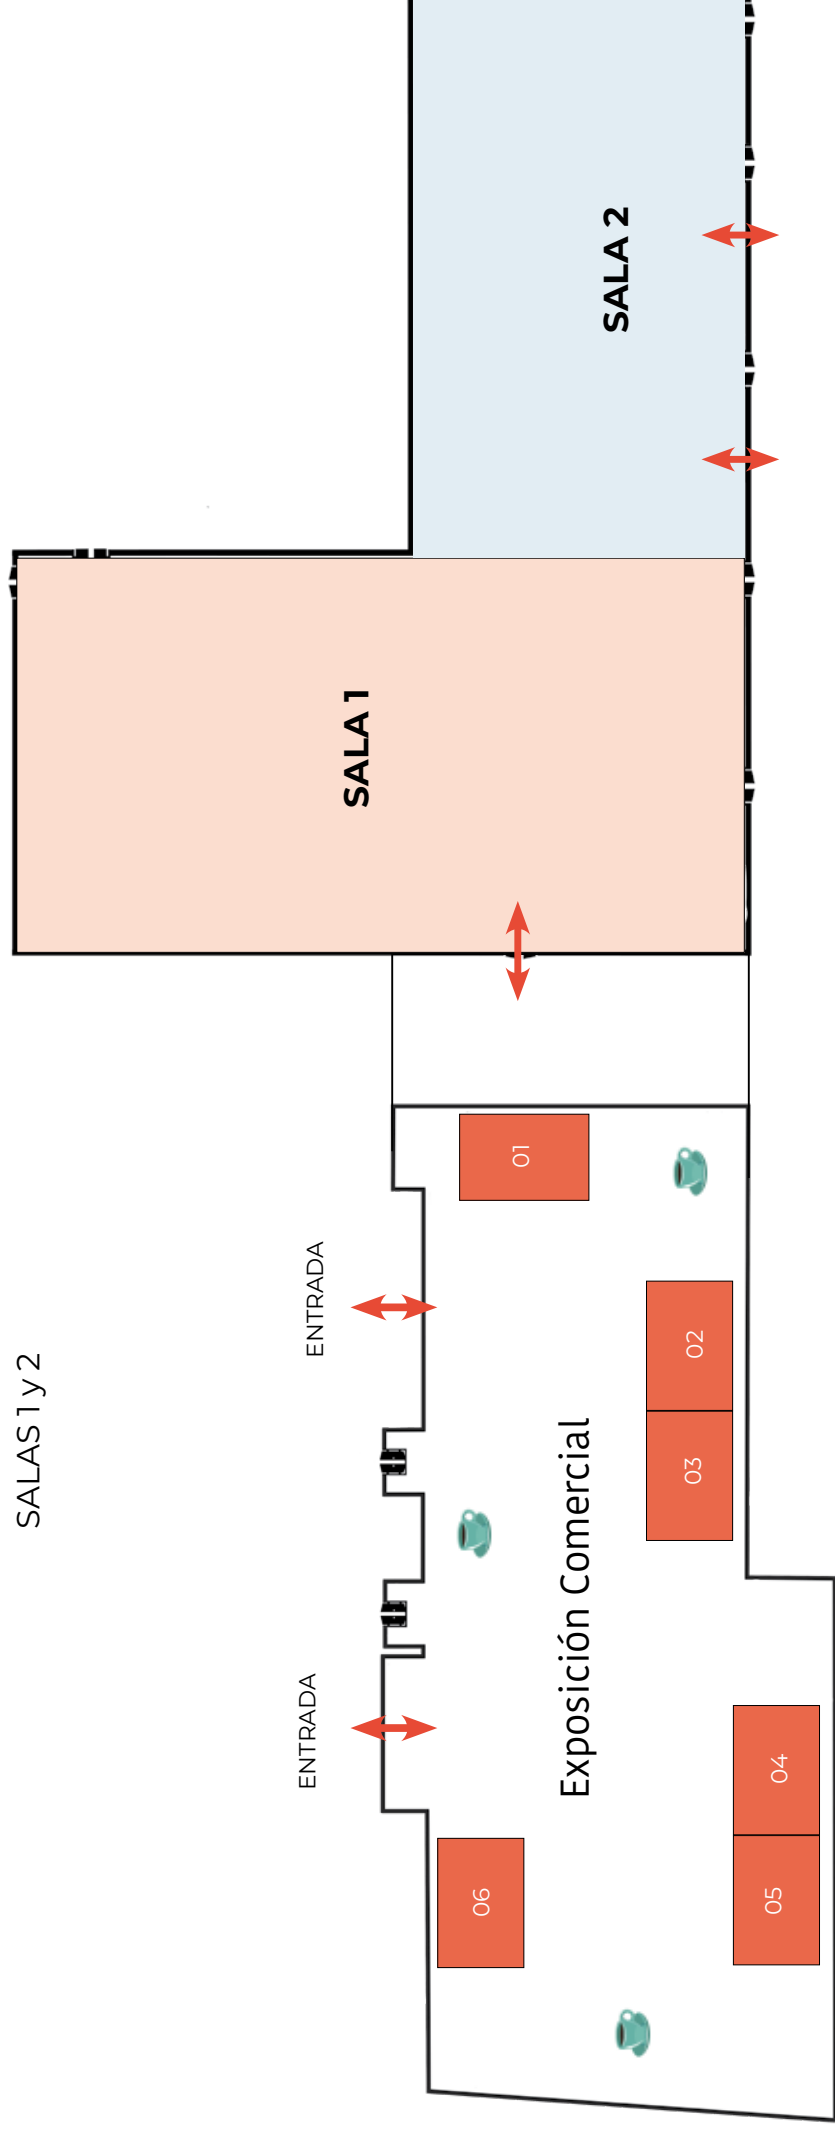 SALAS 1 y 2
ENTRADA
ENTRADA
SALA 1
SALA 2
Exposición Comercial
01
02
03
04
05
06